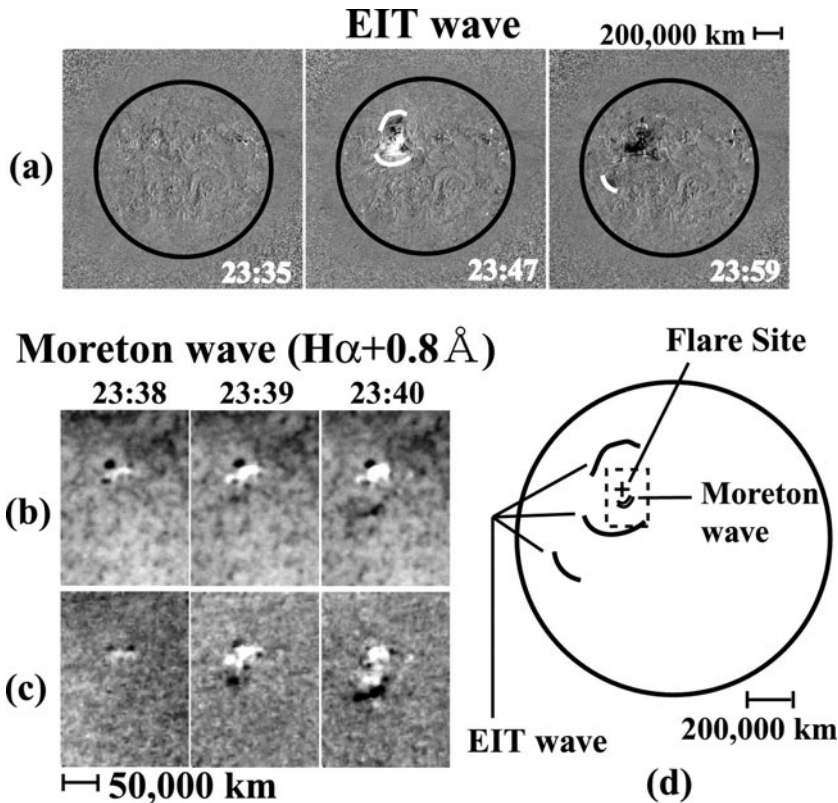 EIT wave
200,000 km
(a)
23:35
23:47
23:59
Moreton wave (Hα+0.8Å)
23:38
23:39
23:40
(b)
(c)
50,000 km
Flare Site
Moreton
wave
EIT wave
200,000 km
(d)